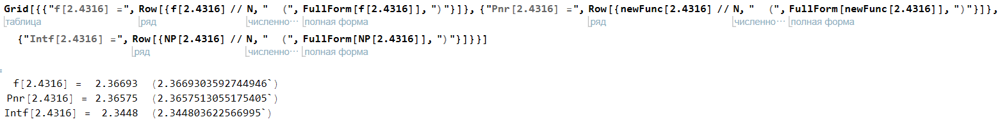 Grid[{{"f[2.4316] =", Row[{f[2.4316] // N, "  (", FullForm[f[2.4316]], ")"}]}, {"Pnr[2.4316] =", Row[{newFunc[2.4316] // N, "  (", FullForm[newFunc[2.4316]], ")"}]},
таблица ряд численно… полная форма ряд численно… полная форма
{"Intf[2.4316] =", Row[{NP[2.4316] // N, "  (", FullForm[NP[2.4316]], ")"}]}}]
ряд численно… полная форма
=
f[2.4316] = 2.36693 (2.3669303592744946`)
Pnr[2.4316] = 2.36575 (2.3657513055175405`)
Intf[2.4316] = 2.3448 (2.344803622566995`)